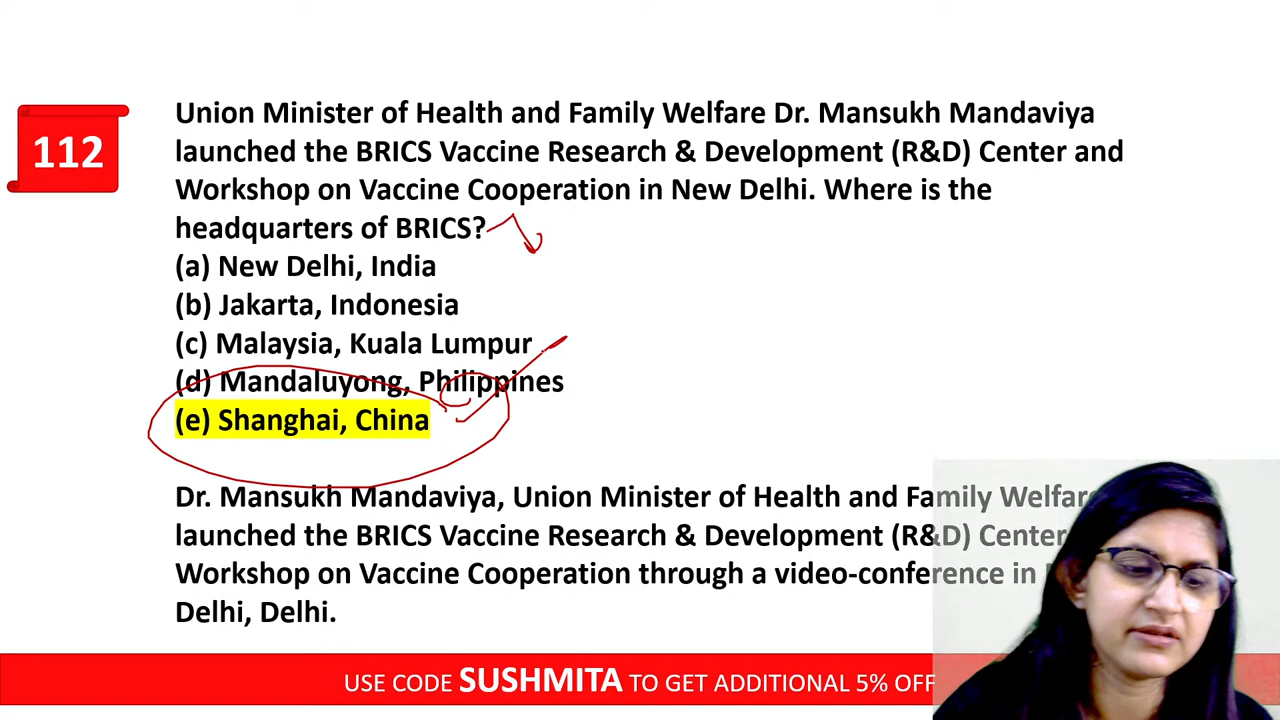 112
Union Minister of Health and Family Welfare Dr. Mansukh Mandaviya
launched the BRICS Vaccine Research & Development (R&D) Center and
Workshop on Vaccine Cooperation in New Delhi. Where is the
headquarters of BRICS?
(a) New Delhi, India
(b) Jakarta, Indonesia
(c) Malaysia, Kuala Lumpur
(d) Mandaluyong, Philippines
(e) Shanghai, China
Dr. Mansukh Mandaviya, Union Minister of Health and Family Welfare
launched the BRICS Vaccine Research & Development (R&D) Center
Workshop on Vaccine Cooperation through a video-conference in
Delhi, Delhi.
USE CODE SUSHMITA TO GET ADDITIONAL 5% OFF